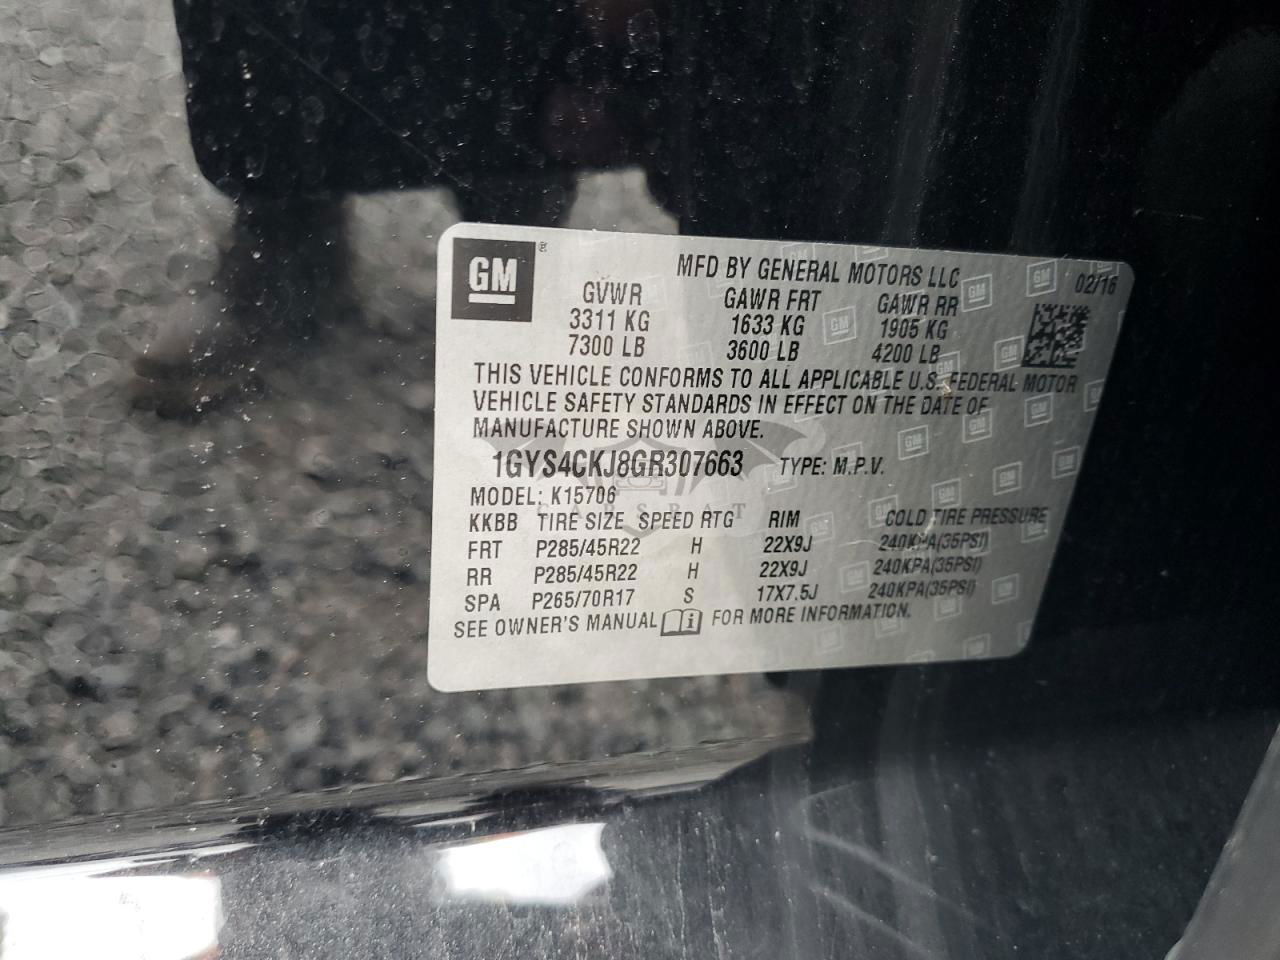 GM ® MFD BY GENERAL MOTORS LLC 02/16
GVWR GAWR FRT GAWR RR
3311 KG 1633 KG 1905 KG
7300 LB 3600 LB 4200 LB
THIS VEHICLE CONFORMS TO ALL APPLICABLE U.S. FEDERAL MOTOR
VEHICLE SAFETY STANDARDS IN EFFECT ON THE DATE OF
MANUFACTURE SHOWN ABOVE.
1GYS4CKJ8GR307663 TYPE: M.P.V.
MODEL: K15706
CARSBAT
KKBB TIRE SIZE SPEED RTG RIM COLD TIRE PRESSURE
FRT P285/45R22 H 22X9J 240KPA(35PSI)
RR P285/45R22 H 22X9J 240KPA(35PSI)
SPA P265/70R17 S 17X7.5J 240KPA(35PSI)
SEE OWNER'S MANUAL i FOR MORE INFORMATION.